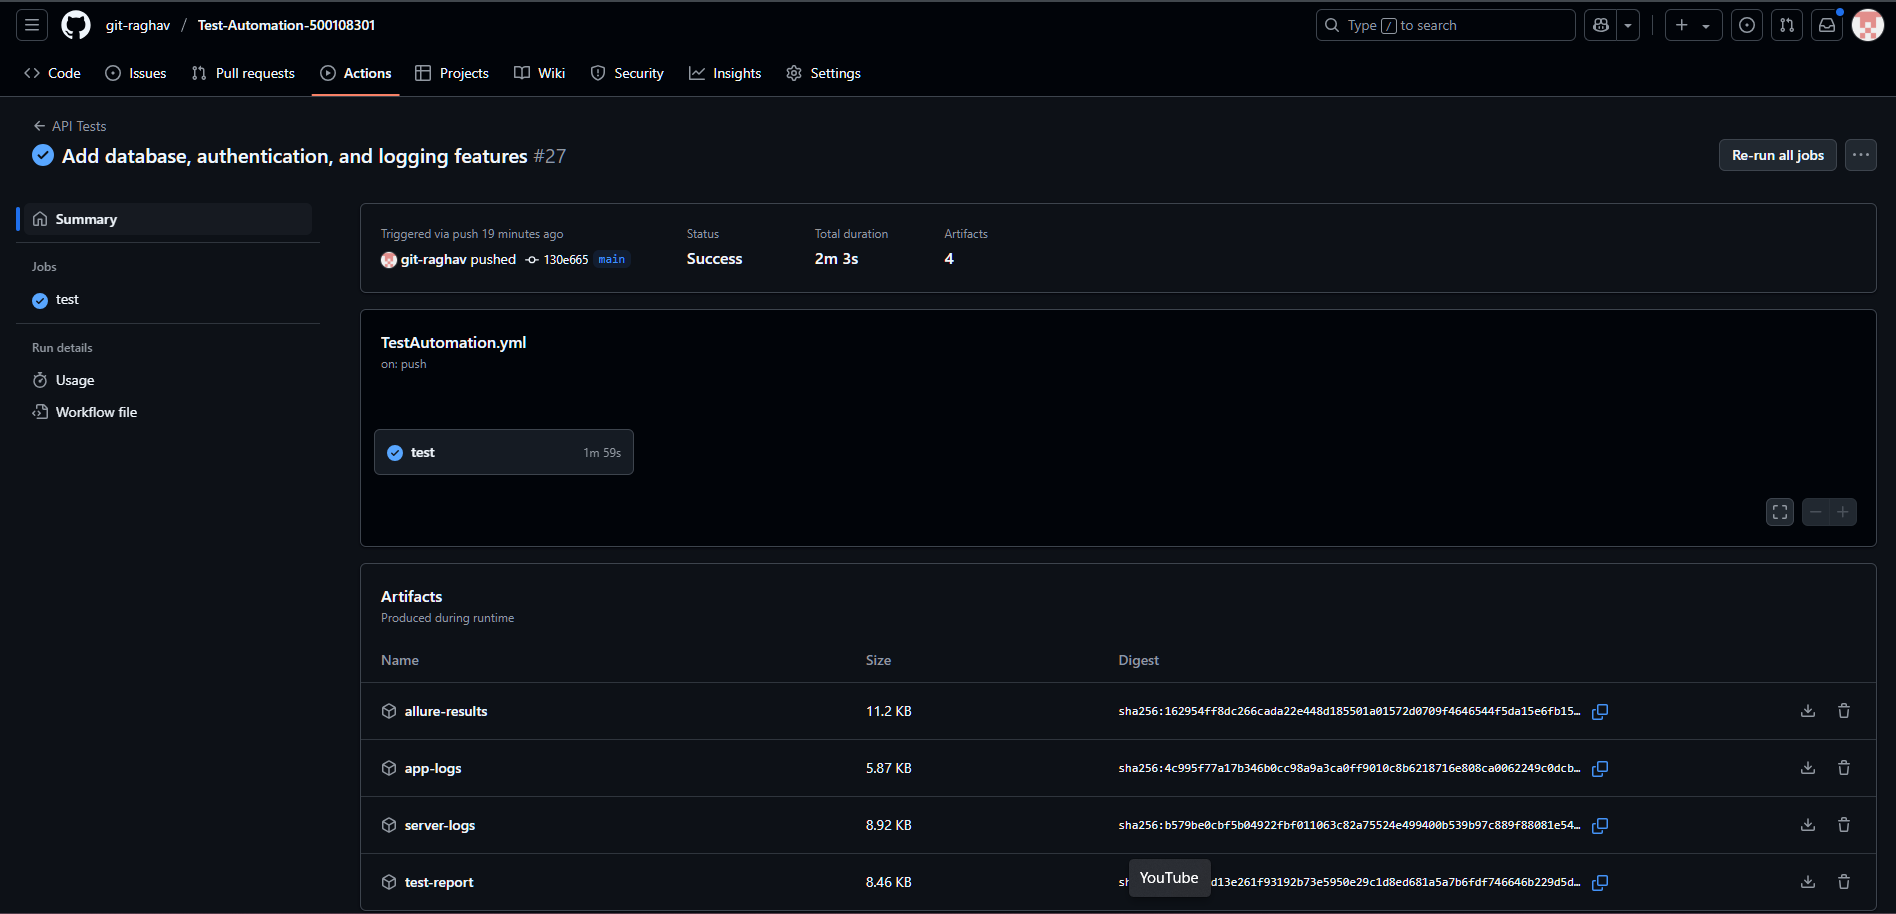 git-raghav / Test-Automation-500108301
Type / to search
Code
Issues
Pull requests
Actions
Projects
Wiki
Security
Insights
Settings
API Tests
Add database, authentication, and logging features #27
Re-run all jobs
Summary
Jobs
test
Run details
Usage
Workflow file
Triggered via push 19 minutes ago
git-raghav pushed 130e665 main
Status
Success
Total duration
2m 3s
Artifacts
4
TestAutomation.yml
on: push
test 1m 59s
Artifacts
Produced during runtime
Name Size Digest
allure-results 11.2 KB sha256:162954ff8dc266cada22e448d185501a01572d0709f4646544f5da15e6fb15…
app-logs 5.87 KB sha256:4c995f77a17b346b0cc98a9a3ca0ff9010c8b6218716e808ca0062249c0dcb…
server-logs 8.92 KB sha256:b579be0cbf5b04922fbf011063c82a75524e499400b539b97c889f88081e54…
test-report 8.46 KB sh d13e261f93192b73e5950e29c1d8ed681a5a7b6fdf746646b229d5d…
YouTube